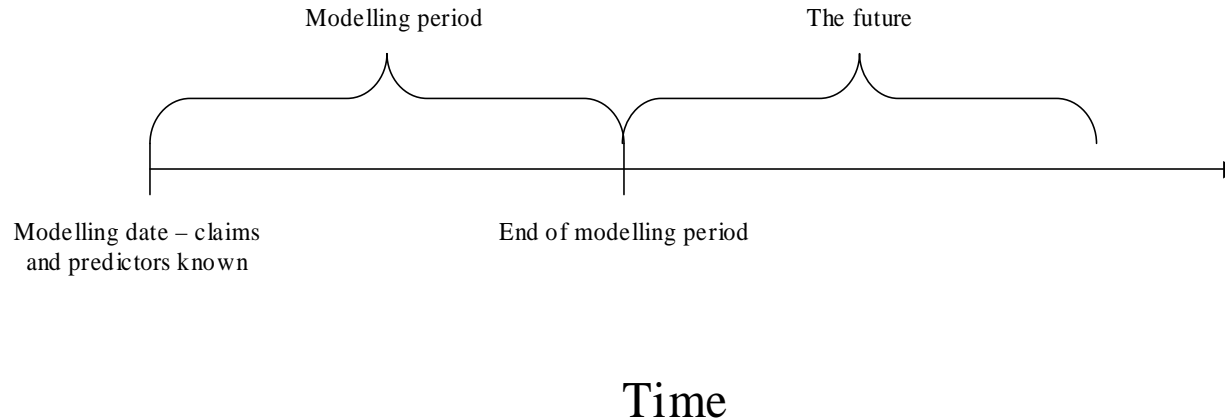 Modelling period
The future
Modelling date – claims
and predictors known
End of modelling period
Time